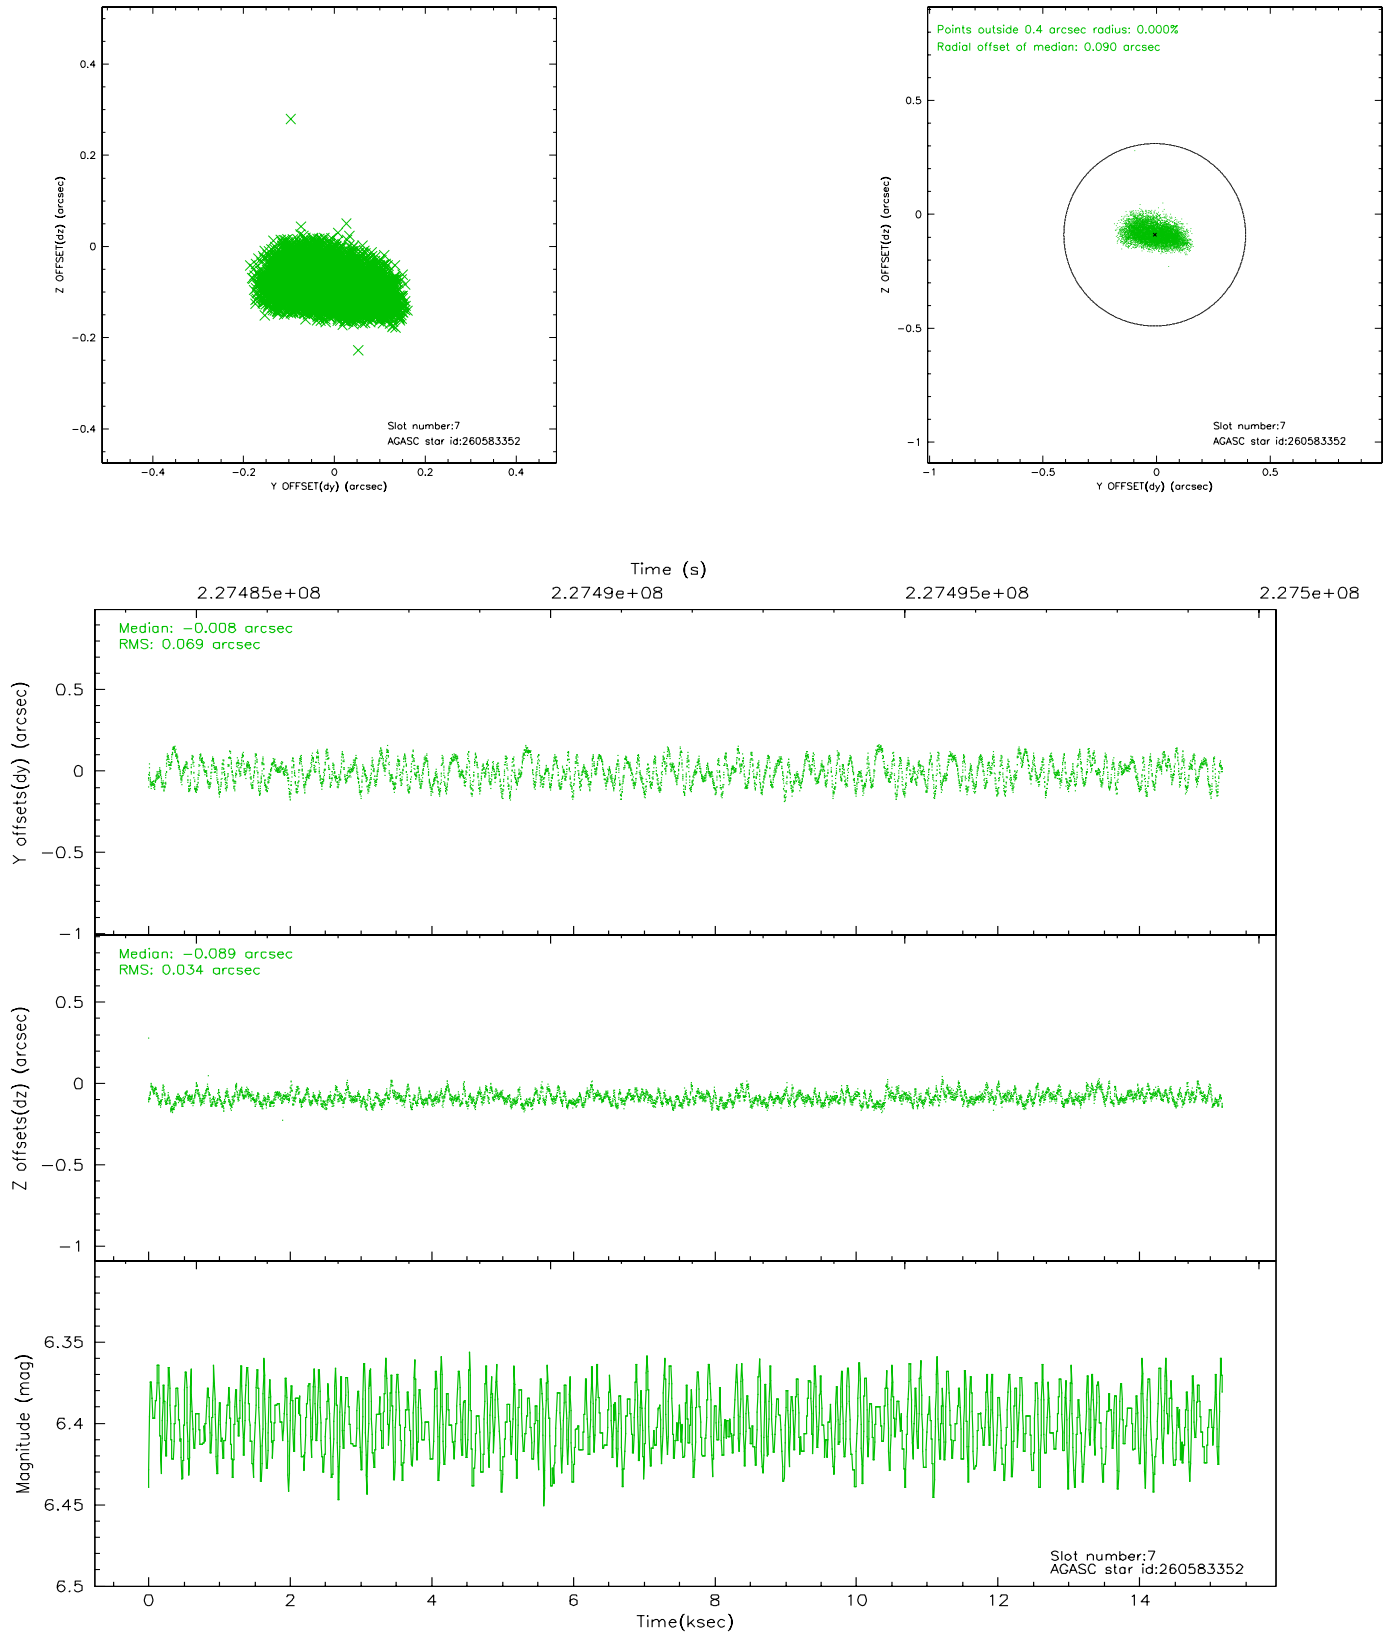 0.4
0.2
0
−0.2
−0.4
Z OFFSET(dz) (arcsec)
Slot number:7
AGASC star id:260583352
−0.4 −0.2 0 0.2 0.4
Y OFFSET(dy) (arcsec)
Points outside 0.4 arcsec radius: 0.000%
Radial offset of median: 0.090 arcsec
0.5
0
−0.5
−1
Z OFFSET(dz) (arcsec)
Slot number:7
AGASC star id:260583352
−1 −0.5 0 0.5
Y OFFSET(dy) (arcsec)
Time (s)
2.27485e+08 2.2749e+08 2.27495e+08 2.275e+08
Median: −0.008 arcsec
RMS: 0.069 arcsec
0.5
0
−0.5
−1
Y offsets(dy) (arcsec)
Median: −0.089 arcsec
RMS: 0.034 arcsec
0.5
0
−0.5
−1
Z offsets(dz) (arcsec)
6.35
6.4
6.45
6.5
Magnitude (mag)
Slot number:7
AGASC star id:260583352
0 2 4 6 8 10 12 14
Time(ksec)